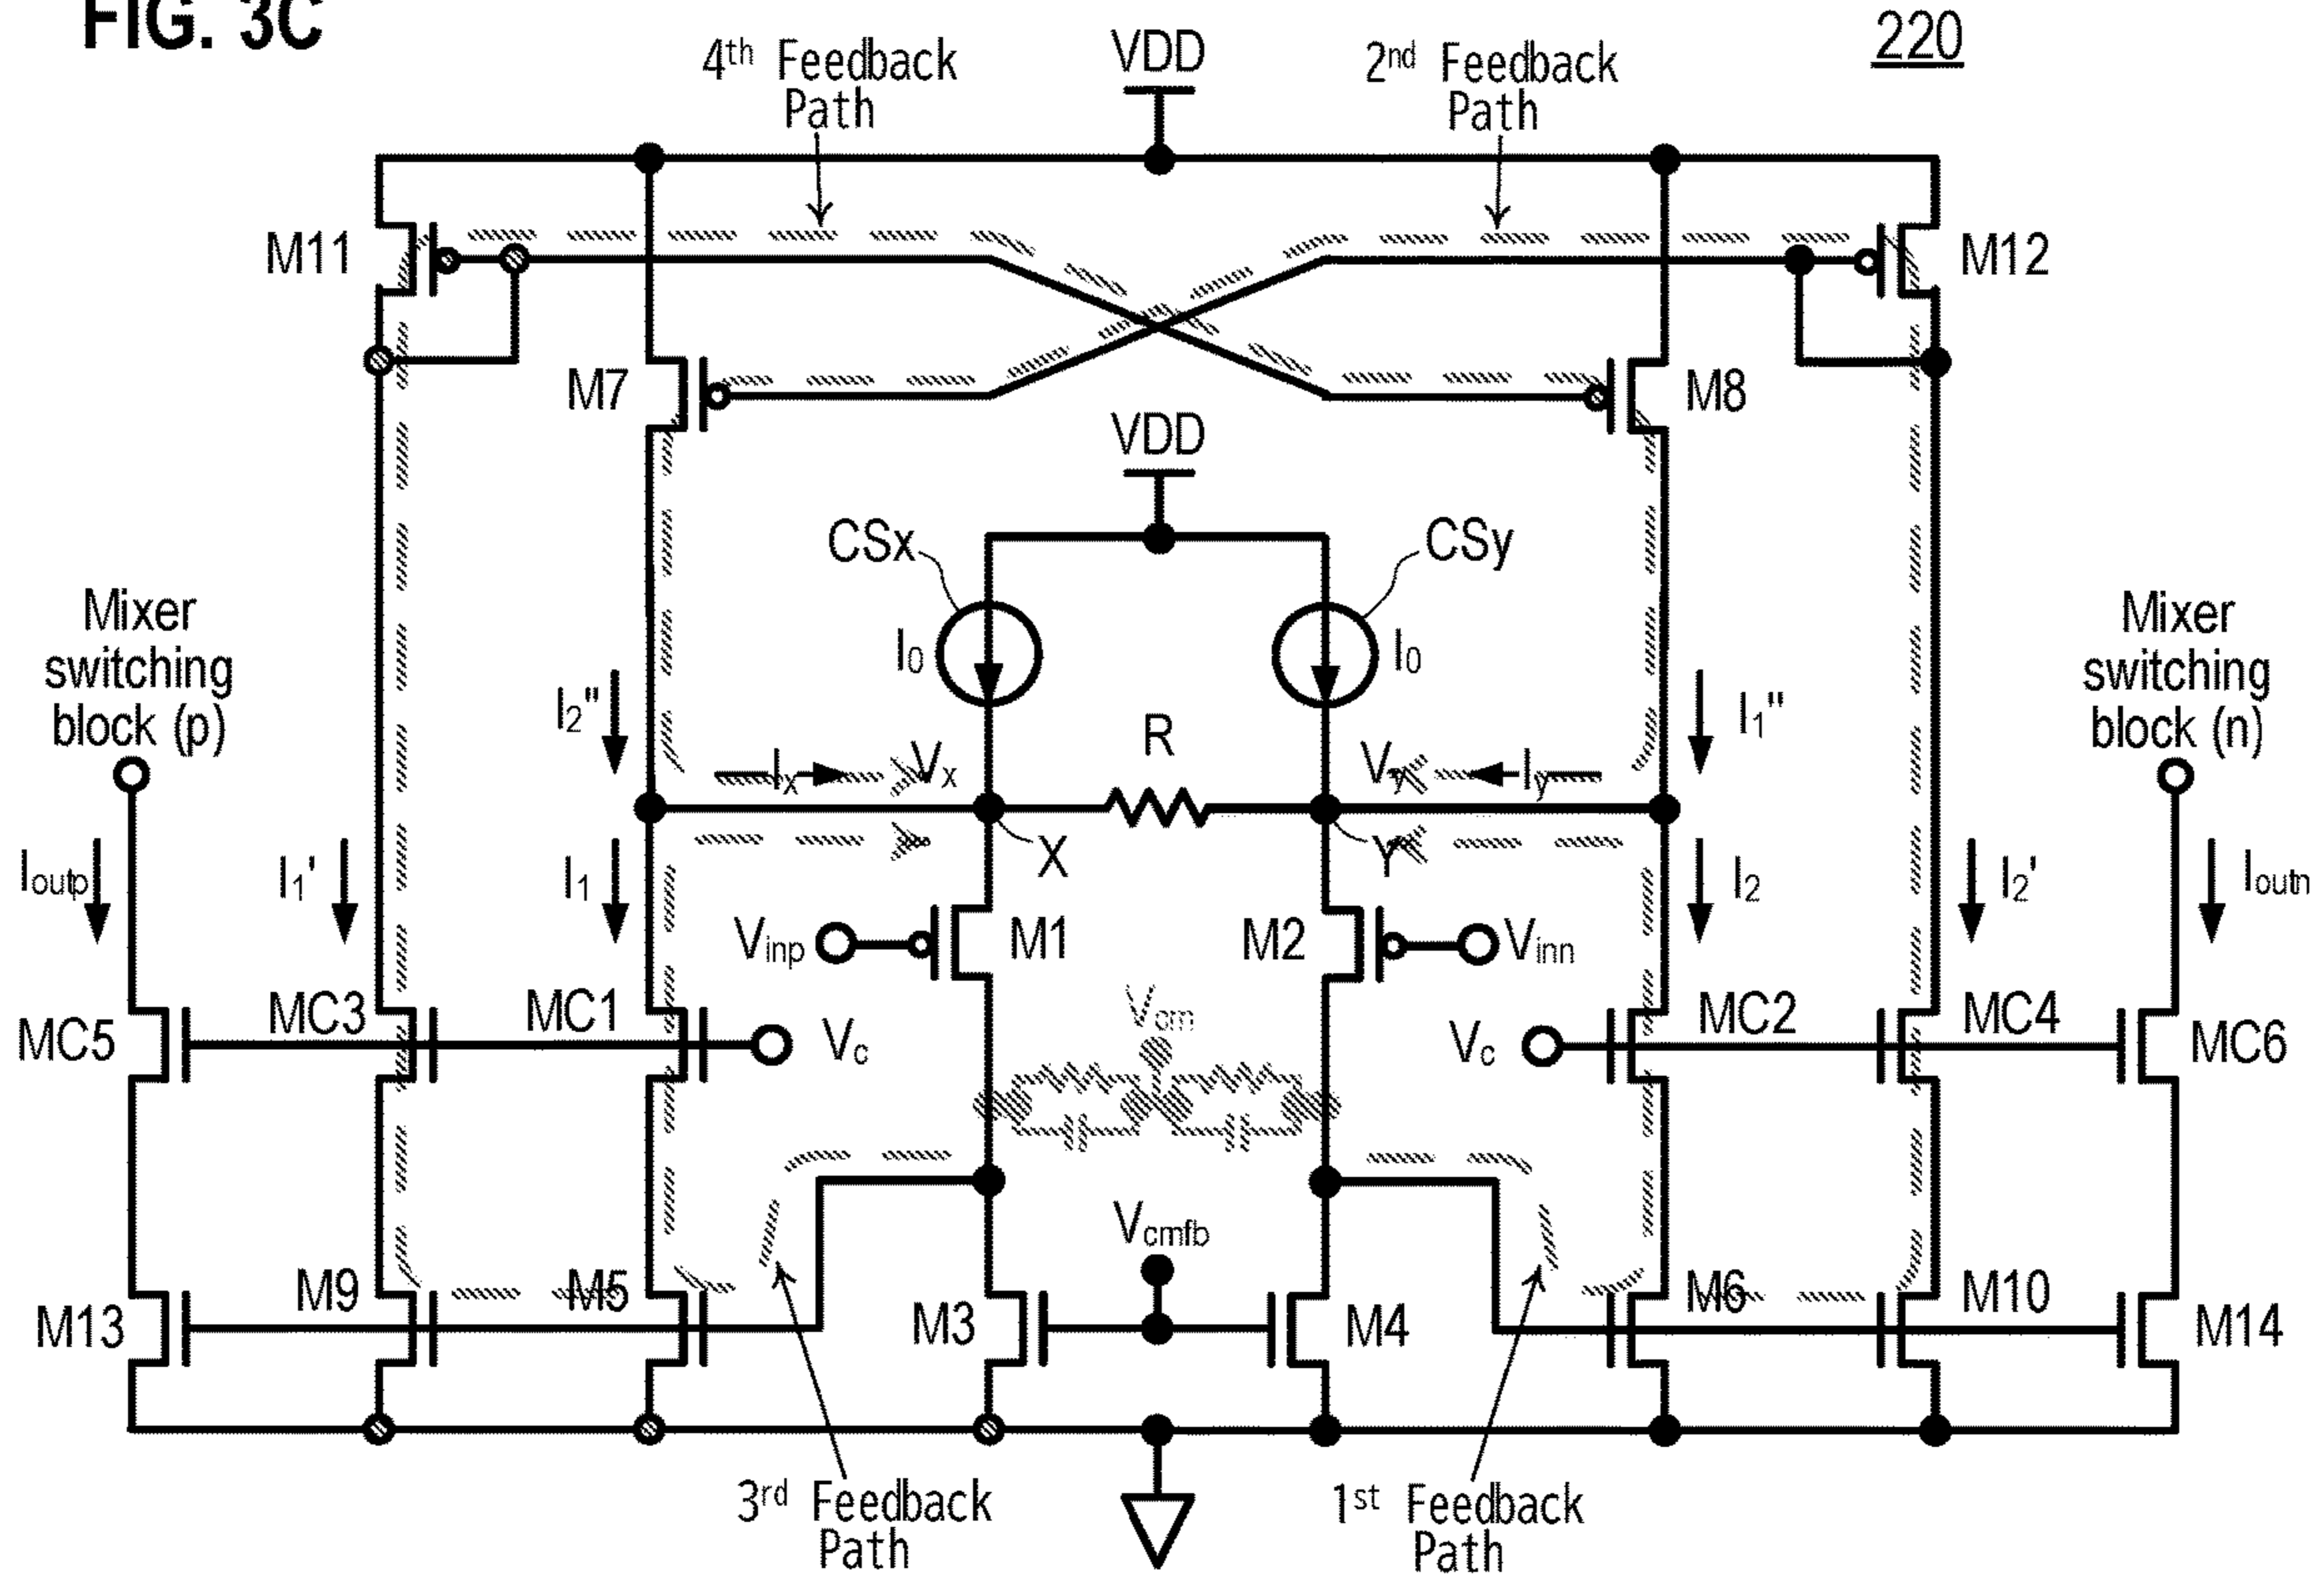 FIG. 3C
220
4th Feedback
Path
VDD
2nd Feedback
Path
M11
M12
M7
M8
VDD
CSx
CSy
I0
I0
Mixer
switching
block (p)
Mixer
switching
block (n)
I2"
I1"
R
Ix
Vx
Vy
Iy
X
Y
Ioutp
I1'
I1
I2
I2'
Ioutn
Vinp
M1
M2
Vinn
MC5
MC3
MC1
Vc
Vcm
Vc
MC2
MC4
MC6
Vcmfb
M13
M9
M5
M3
M4
M6
M10
M14
3rd Feedback
Path
1st Feedback
Path